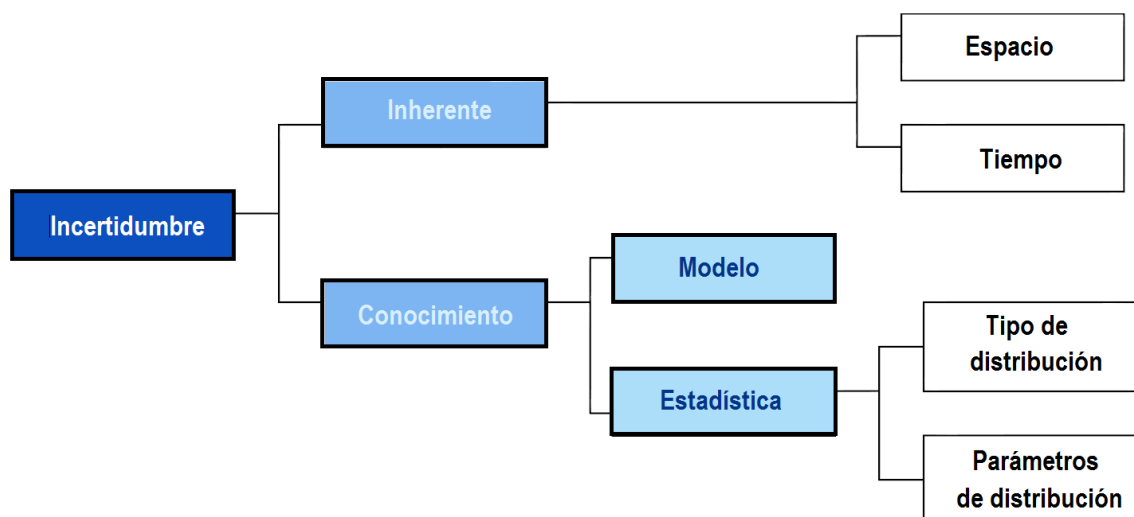 Espacio
Inherente
Tiempo
Incertidumbre
Modelo
Conocimiento
Tipo de
distribución
Estadística
Parámetros
de distribución